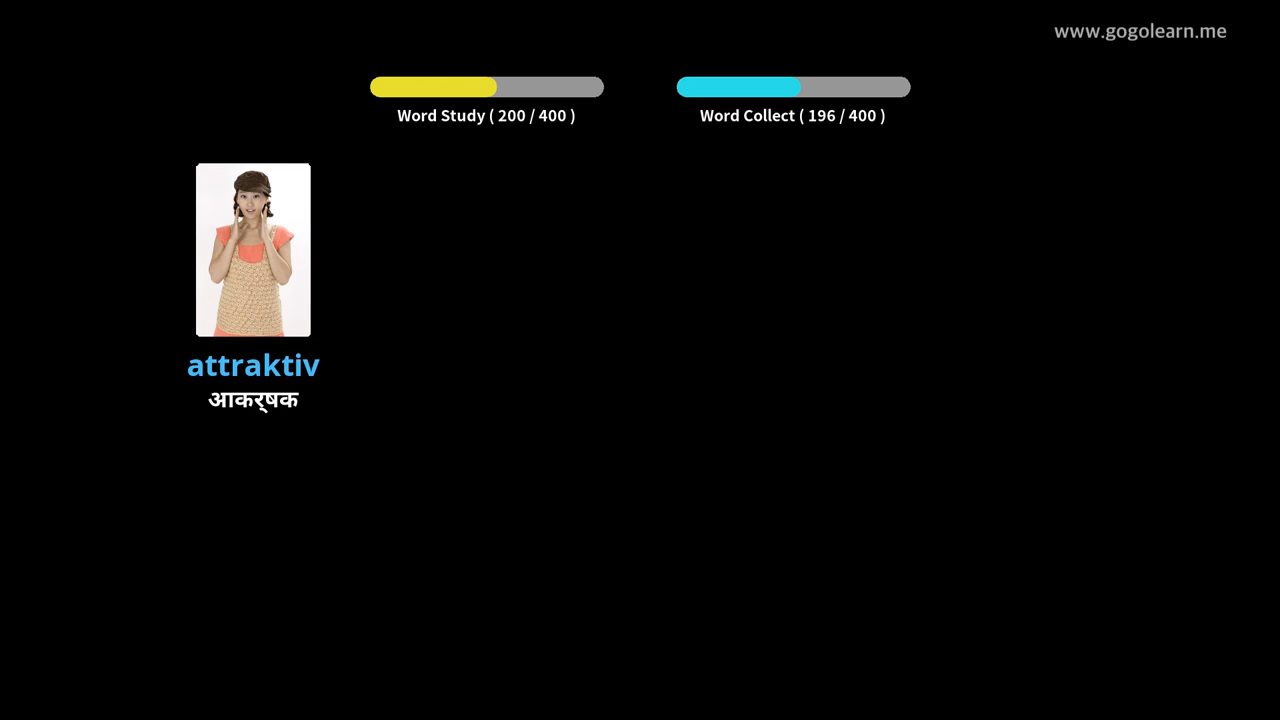 www.gogolearn.me
Word Study ( 200 / 400 )
Word Collect ( 196 / 400 )
attraktiv
आकर्षक